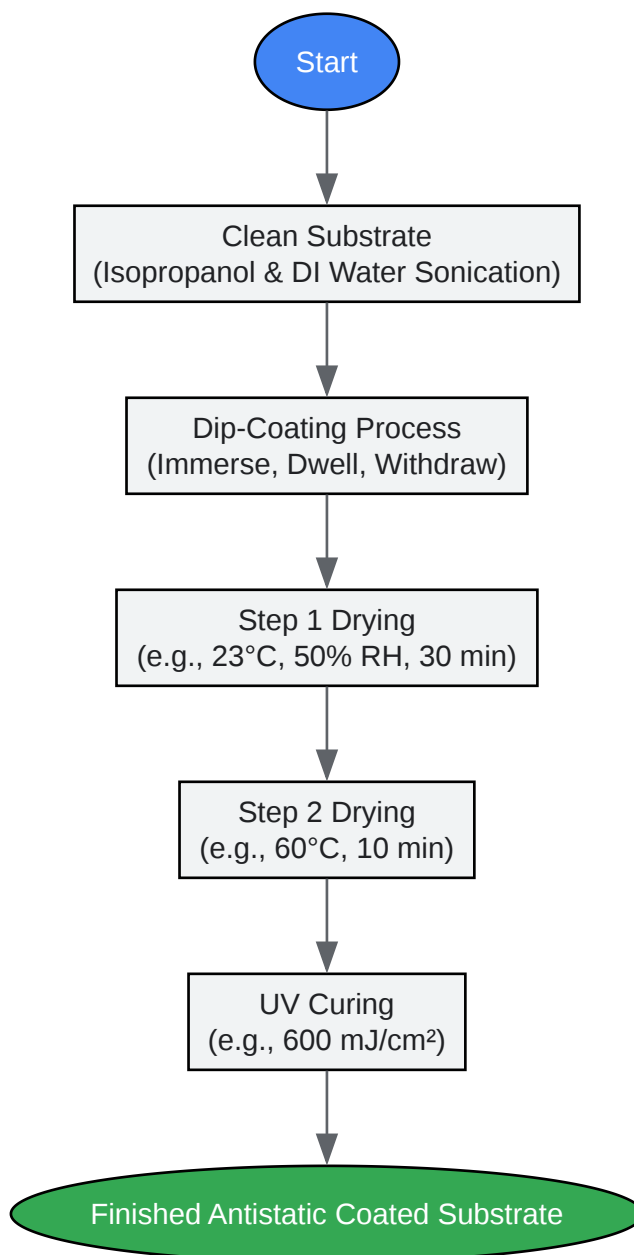 Start
Clean Substrate
(Isopropanol & DI Water Sonication)
Dip-Coating Process
(Immerse, Dwell, Withdraw)
Step 1 Drying
(e.g., 23°C, 50% RH, 30 min)
Step 2 Drying
(e.g., 60°C, 10 min)
UV Curing
(e.g., 600 mJ/cm²)
Finished Antistatic Coated Substrate